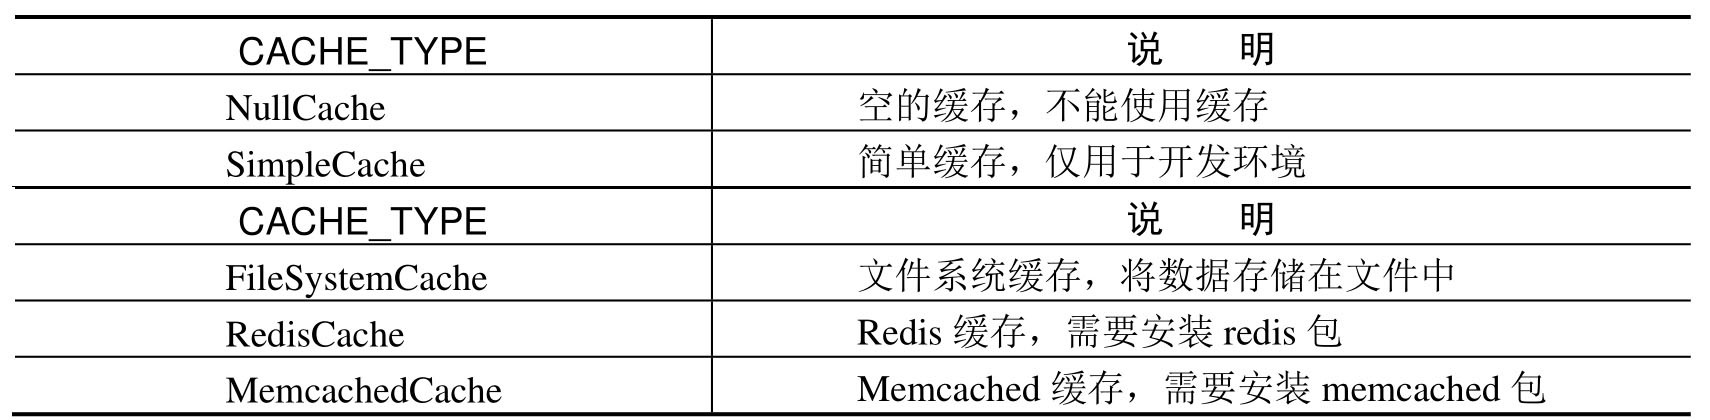 CACHE_TYPE 说 明
NullCache 空的缓存，不能使用缓存
SimpleCache 简单缓存，仅用于开发环境
CACHE_TYPE 说 明
FileSystemCache 文件系统缓存，将数据存储在文件中
RedisCache Redis 缓存，需要安装 redis 包
MemcachedCache Memcached 缓存，需要安装 memcached 包